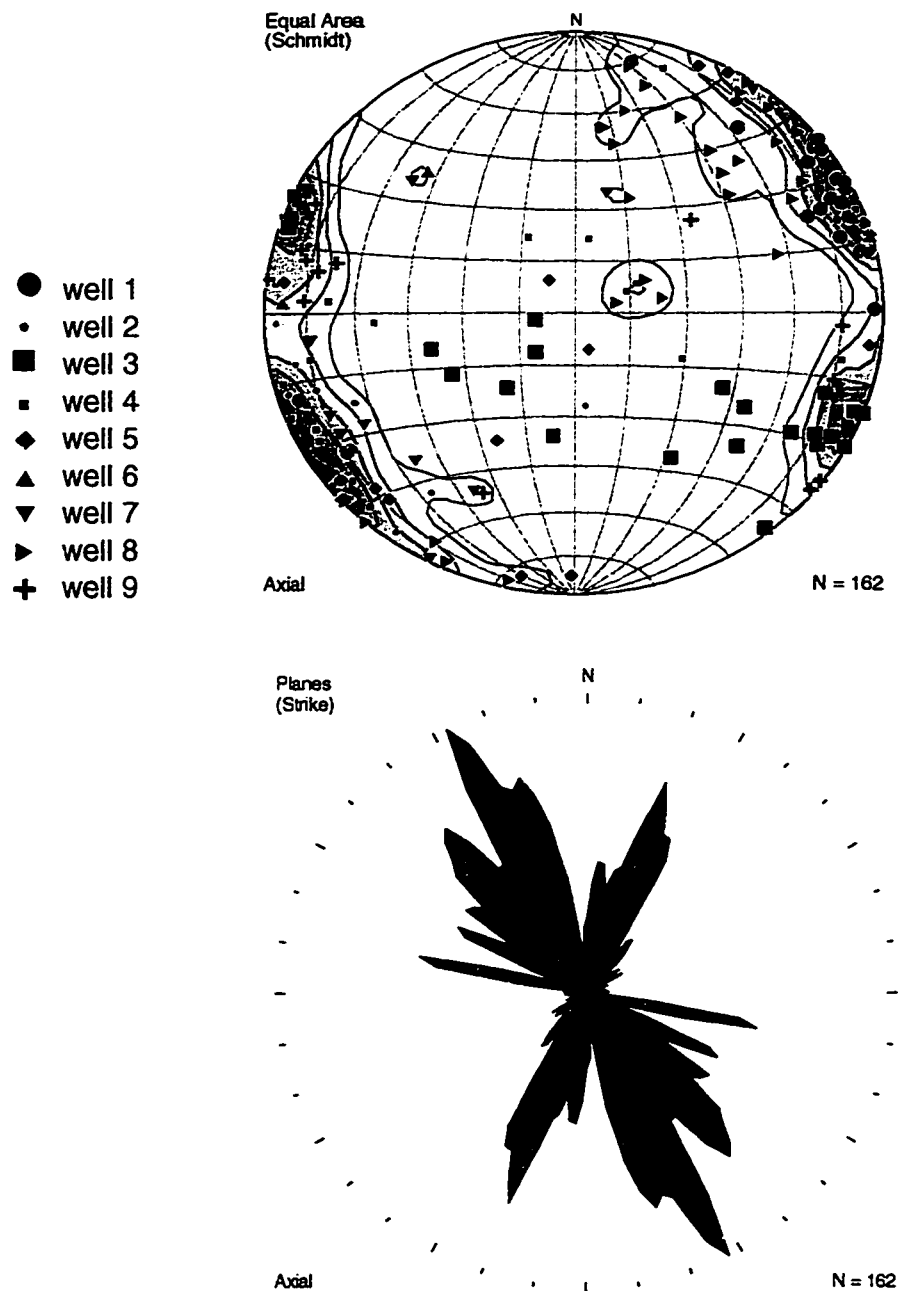 Equal Area
(Schmidt)
N
well 1
well 2
well 3
well 4
well 5
well 6
well 7
well 8
well 9
Axial
N = 162
Planes
(Strike)
N
Axial
N = 162